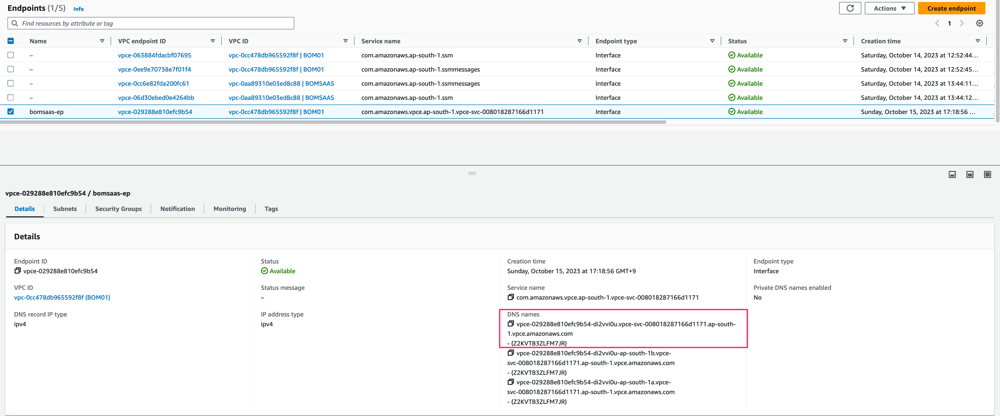 Endpoints (1/5) Info
Actions ▼
Create endpoint
Find resources by attribute or tag
1
Name VPC endpoint ID VPC ID Service name Endpoint type Status Creation time
– vpce-063884fdacbf07695 vpc-0cc478db965592f8f | BOM01 com.amazonaws.ap-south-1.ssm Interface Available Saturday, October 14, 2023 at 12:52:44...
– vpce-0ee9e70738e7f01f4 vpc-0cc478db965592f8f | BOM01 com.amazonaws.ap-south-1.ssmmessages Interface Available Saturday, October 14, 2023 at 12:52:45...
– vpce-0cc6e82fda200fc61 vpc-0aa89310e03ed8c88 | BOMSAAS com.amazonaws.ap-south-1.ssmmessages Interface Available Saturday, October 14, 2023 at 13:44:11...
– vpce-06d30ebed0e4264bb vpc-0aa89310e03ed8c88 | BOMSAAS com.amazonaws.ap-south-1.ssm Interface Available Saturday, October 14, 2023 at 13:44:12...
bomsaas-ep vpce-029288e810efc9b54 vpc-0cc478db965592f8f | BOM01 com.amazonaws.vpce.ap-south-1.vpce-svc-008018287166d1171 Interface Available Sunday, October 15, 2023 at 17:18:56 ...
vpce-029288e810efc9b54 / bomsaas-ep
Details Subnets Security Groups Notification Monitoring Tags
Details
Endpoint ID
vpce-029288e810efc9b54
VPC ID
vpc-0cc478db965592f8f (BOM01)
DNS record IP type
ipv4
Status
Available
Status message
–
IP address type
ipv4
Creation time
Sunday, October 15, 2023 at 17:18:56 GMT+9
Service name
com.amazonaws.vpce.ap-south-1.vpce-svc-008018287166d1171
DNS names
vpce-029288e810efc9b54-di2vvi0u.vpce-svc-008018287166d1171.ap-south-
1.vpce.amazonaws.com
- (Z2KVTB3ZLFM7JR)
vpce-029288e810efc9b54-di2vvi0u-ap-south-1b.vpce-
svc-008018287166d1171.ap-south-1.vpce.amazonaws.com
- (Z2KVTB3ZLFM7JR)
vpce-029288e810efc9b54-di2vvi0u-ap-south-1a.vpce-
svc-008018287166d1171.ap-south-1.vpce.amazonaws.com
- (Z2KVTB3ZLFM7JR)
Endpoint type
Interface
Private DNS names enabled
No